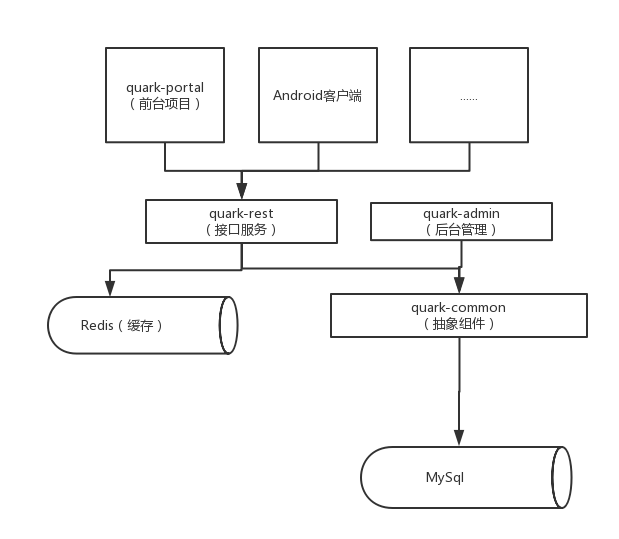 quark-portal
（前台项目）
Android客户端
......
quark-rest
（接口服务）
quark-admin
（后台管理）
Redis（缓存）
quark-common
（抽象组件）
MySql